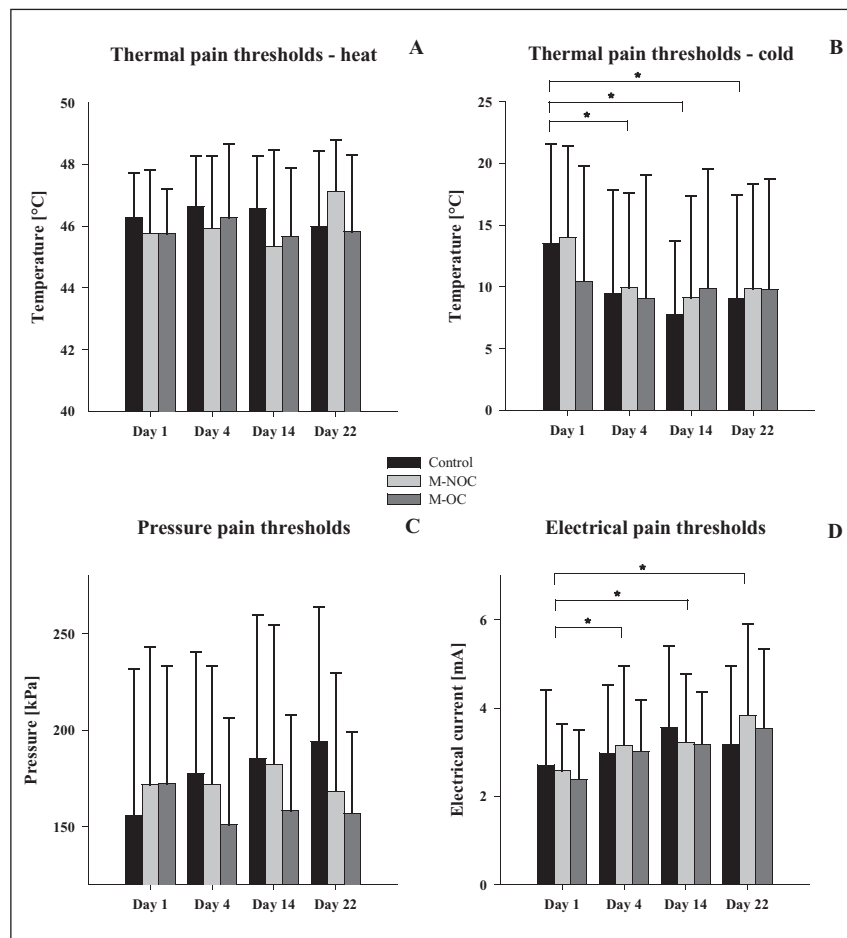 Thermal pain thresholds - heat
A
Temperature [°C]
50
48
46
44
42
40
Day 1 Day 4 Day 14 Day 22
Thermal pain thresholds - cold
B
* 
*
*
Temperature [°C]
25
20
15
10
5
0
Day 1 Day 4 Day 14 Day 22
Control
M-NOC
M-OC
Pressure pain thresholds
C
Pressure [kPa]
250
200
150
Day 1 Day 4 Day 14 Day 22
Electrical pain thresholds
D
*
*
*
Electrical current [mA]
6
4
2
0
Day 1 Day 4 Day 14 Day 22